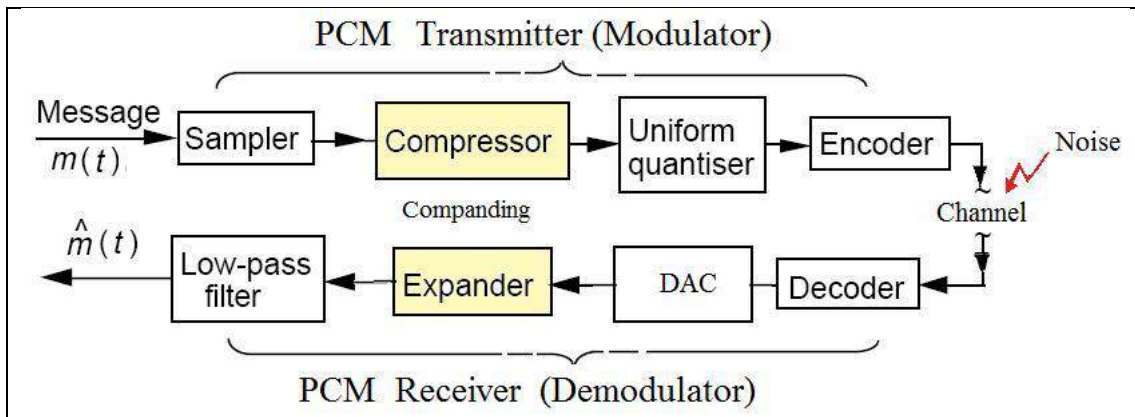 PCM Transmitter (Modulator)
Message
m(t)
Sampler
Compressor
Uniform
quantiser
Encoder
Noise
Companding
Channel
m̂(t)
Low-pass
filter
Expander
DAC
Decoder
PCM Receiver (Demodulator)